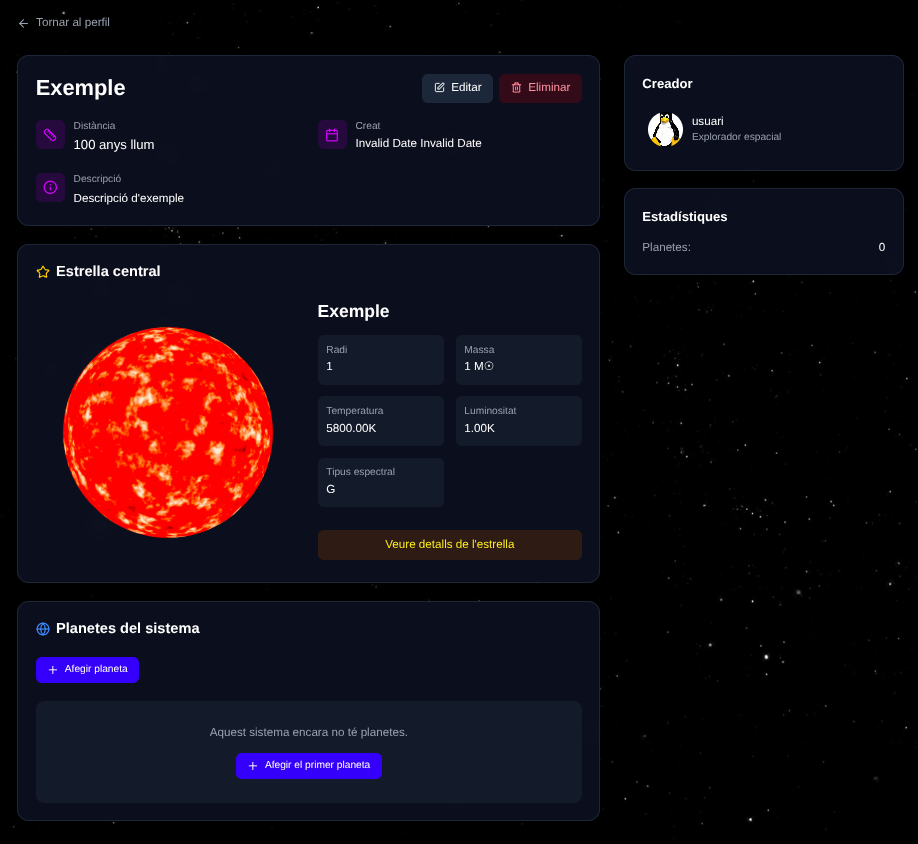 Tornar al perfil
Exemple
Editar
Eliminar
Distància
100 anys llum
Creat
Invalid Date Invalid Date
Descripció
Descripció d'exemple
Creador
usuari
Explorador espacial
Estadístiques
Planetes: 0
Estrella central
Exemple
Radi
1
Massa
1 M☉
Temperatura
5800.00K
Luminositat
1.00K
Tipus espectral
G
Veure detalls de l'estrella
Planetes del sistema
Afegir planeta
Aquest sistema encara no té planetes.
Afegir el primer planeta